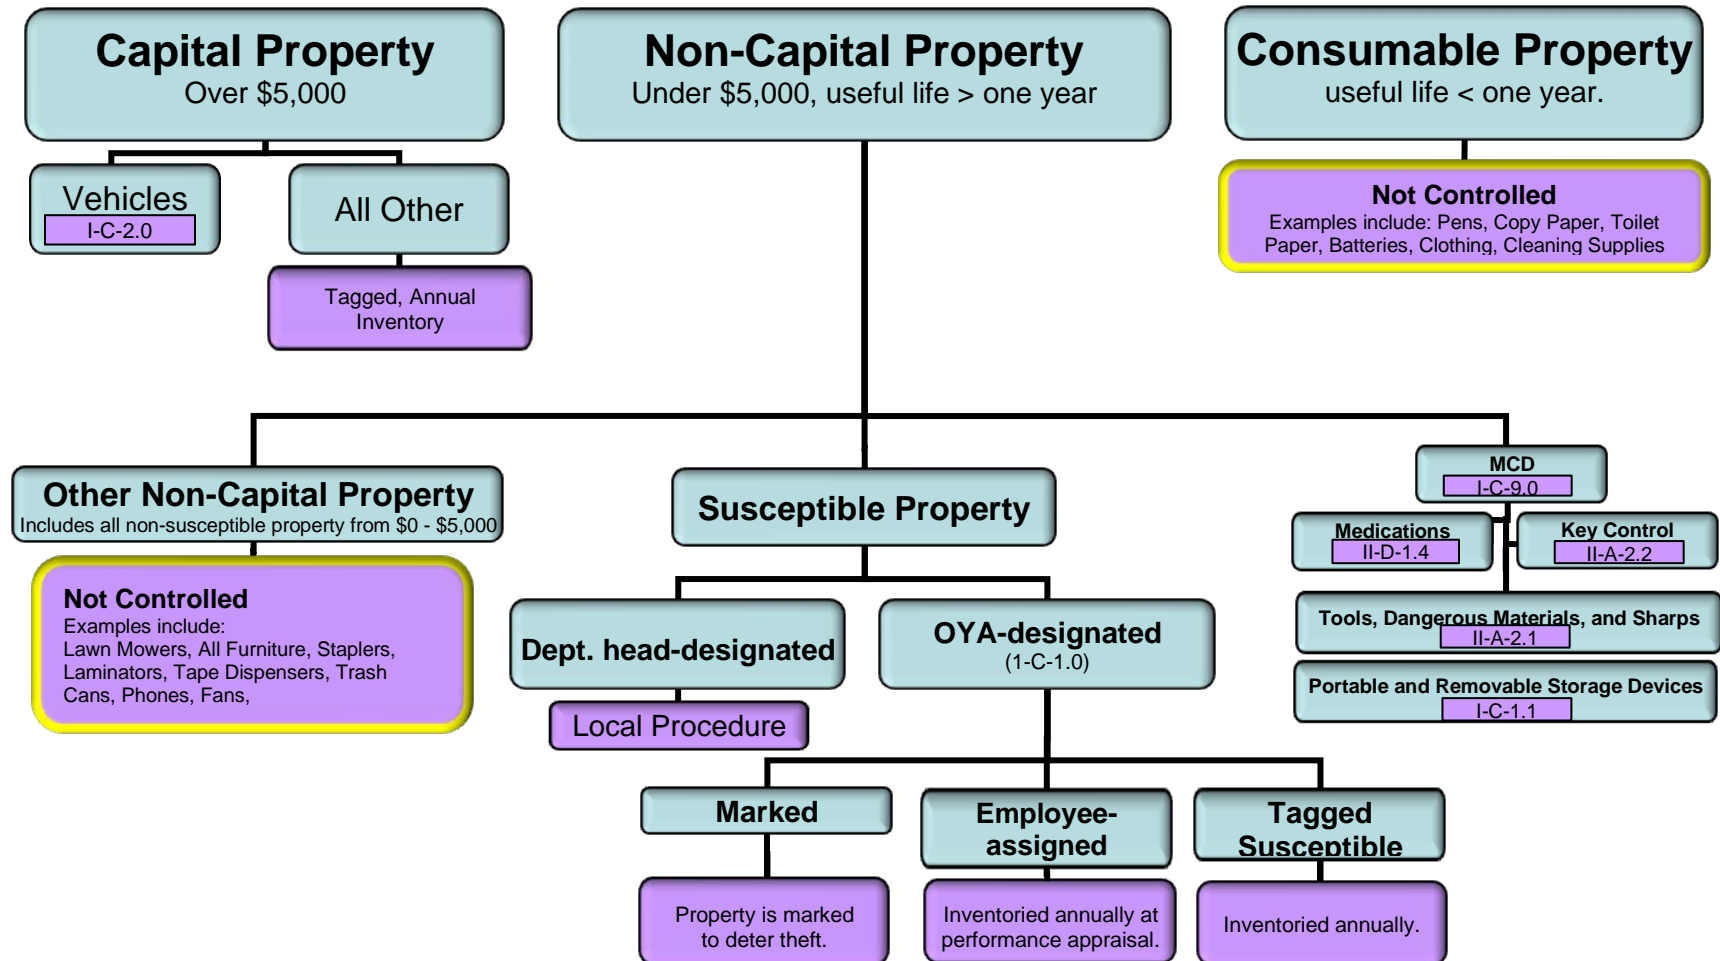 Capital Property
Over $5,000
Non-Capital Property
Under $5,000, useful life > one year
Consumable Property
useful life < one year.
Vehicles
I-C-2.0
All Other
Tagged, Annual
Inventory
Not Controlled
Examples include: Pens, Copy Paper, Toilet
Paper, Batteries, Clothing, Cleaning Supplies
Other Non-Capital Property
Includes all non-susceptible property from $0 - $5,000
Not Controlled
Examples include:
Lawn Mowers, All Furniture, Staplers,
Laminators, Tape Dispensers, Trash
Cans, Phones, Fans,
Susceptible Property
Dept. head-designated
Local Procedure
OYA-designated
(1-C-1.0)
MCD
I-C-9.0
Medications
II-D-1.4
Key Control
II-A-2.2
Tools, Dangerous Materials, and Sharps
II-A-2.1
Portable and Removable Storage Devices
I-C-1.1
Marked
Property is marked
to deter theft.
Employee-
assigned
Inventoried annually at
performance appraisal.
Tagged
Susceptible
Inventoried annually.